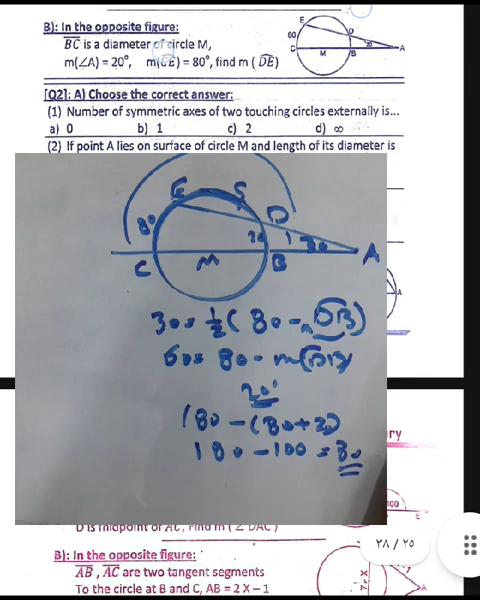 B): In the opposite figure:
BC is a diameter of circle M,
m(∠A) = 20°, m(CE) = 80°, find m ( DE)
E
D
60
20
C
M
B
A
[Q2]: A) Choose the correct answer:
(1) Number of symmetric axes of two touching circles externally is...
a) 0 b) 1 c) 2 d) ∞
(2) If point A lies on surface of circle M and length of its diameter is
E
S
D
80
20
30
C
M
B
A
30 = ½ ( 80 - m DB)
60 = 80 - m(DB)
20°
180 - (80+20)
180 - 100 = 80
A
ry
100
E
D is midpoint of AC, Find m ( ∠ DAC )
٢٨ / ٢٥
B): In the opposite figure:
AB , AC are two tangent segments
To the circle at B and C, AB = 2 X − 1
A